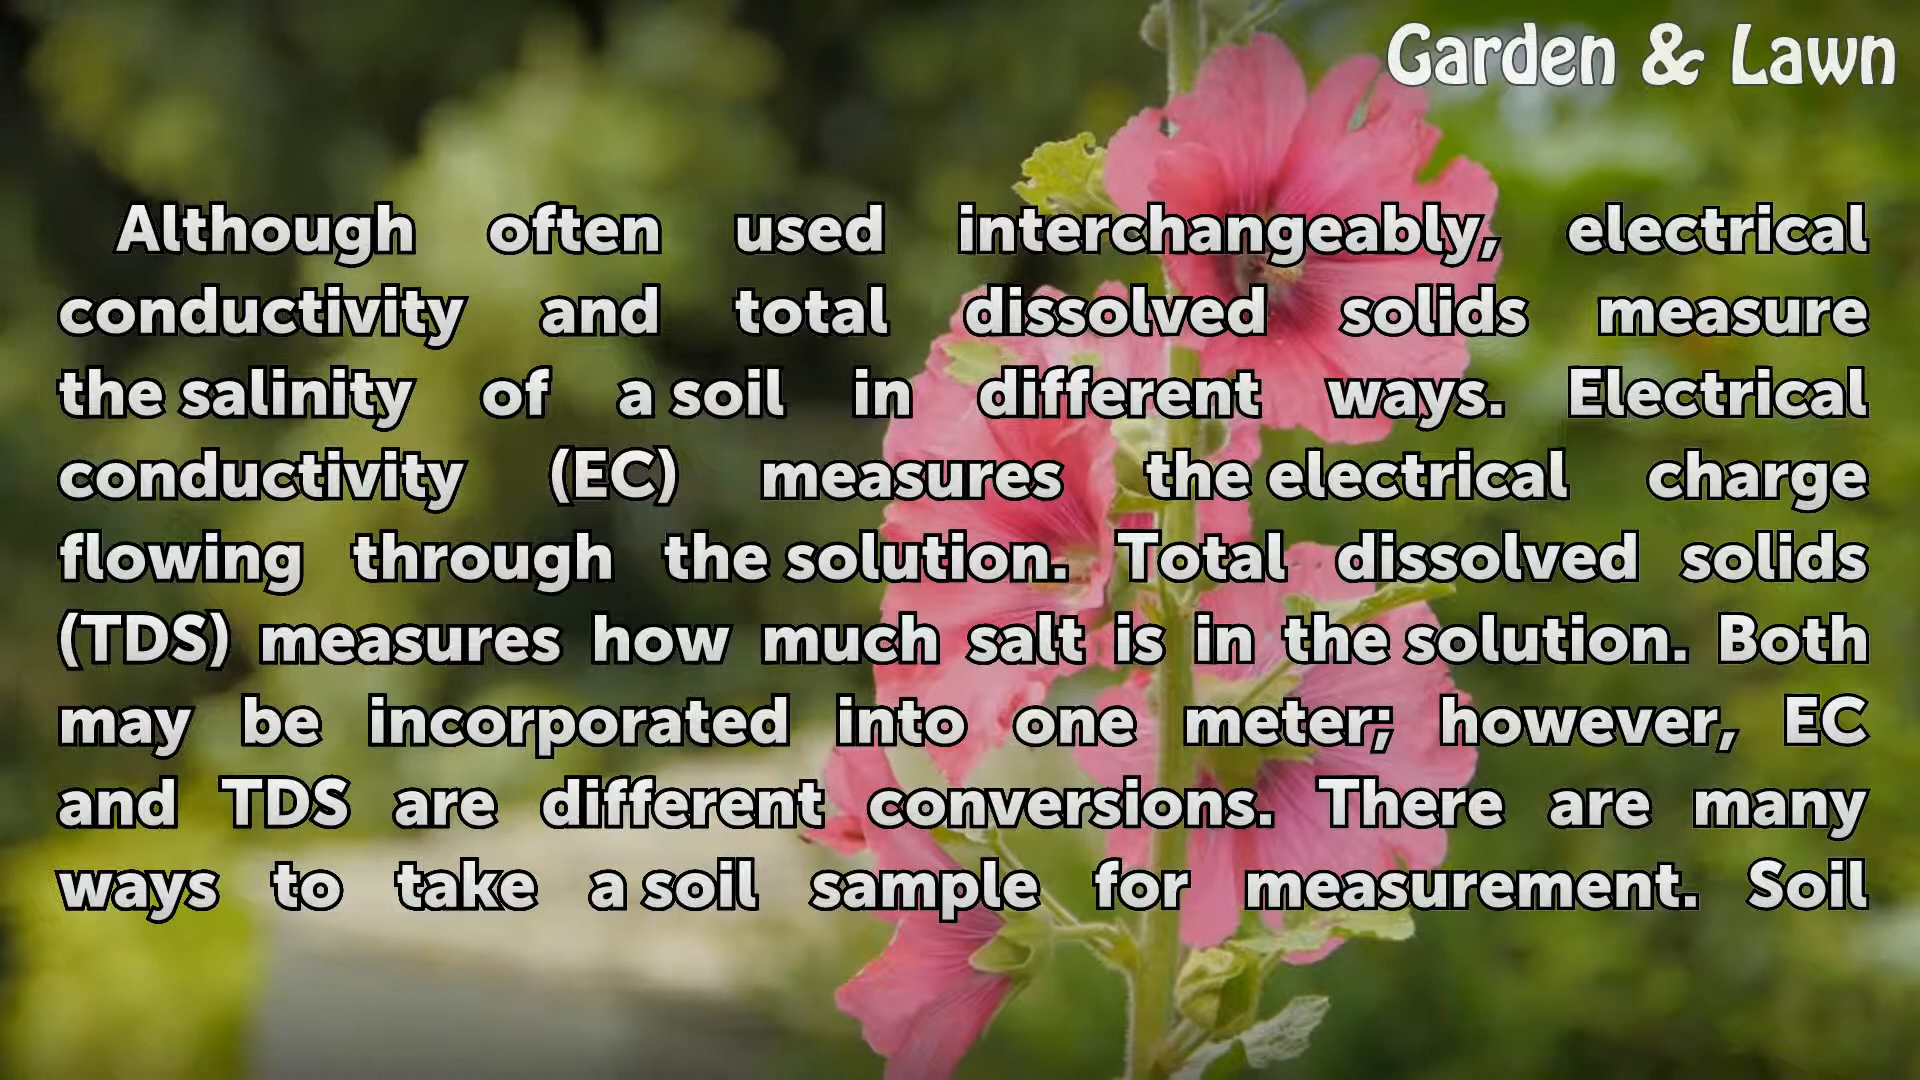 Garden & Lawn
Although often used interchangeably, electrical
conductivity and total dissolved solids measure
the salinity of a soil in different ways. Electrical
conductivity (EC) measures the electrical charge
flowing through the solution. Total dissolved solids
(TDS) measures how much salt is in the solution. Both
may be incorporated into one meter; however, EC
and TDS are different conversions. There are many
ways to take a soil sample for measurement. Soil